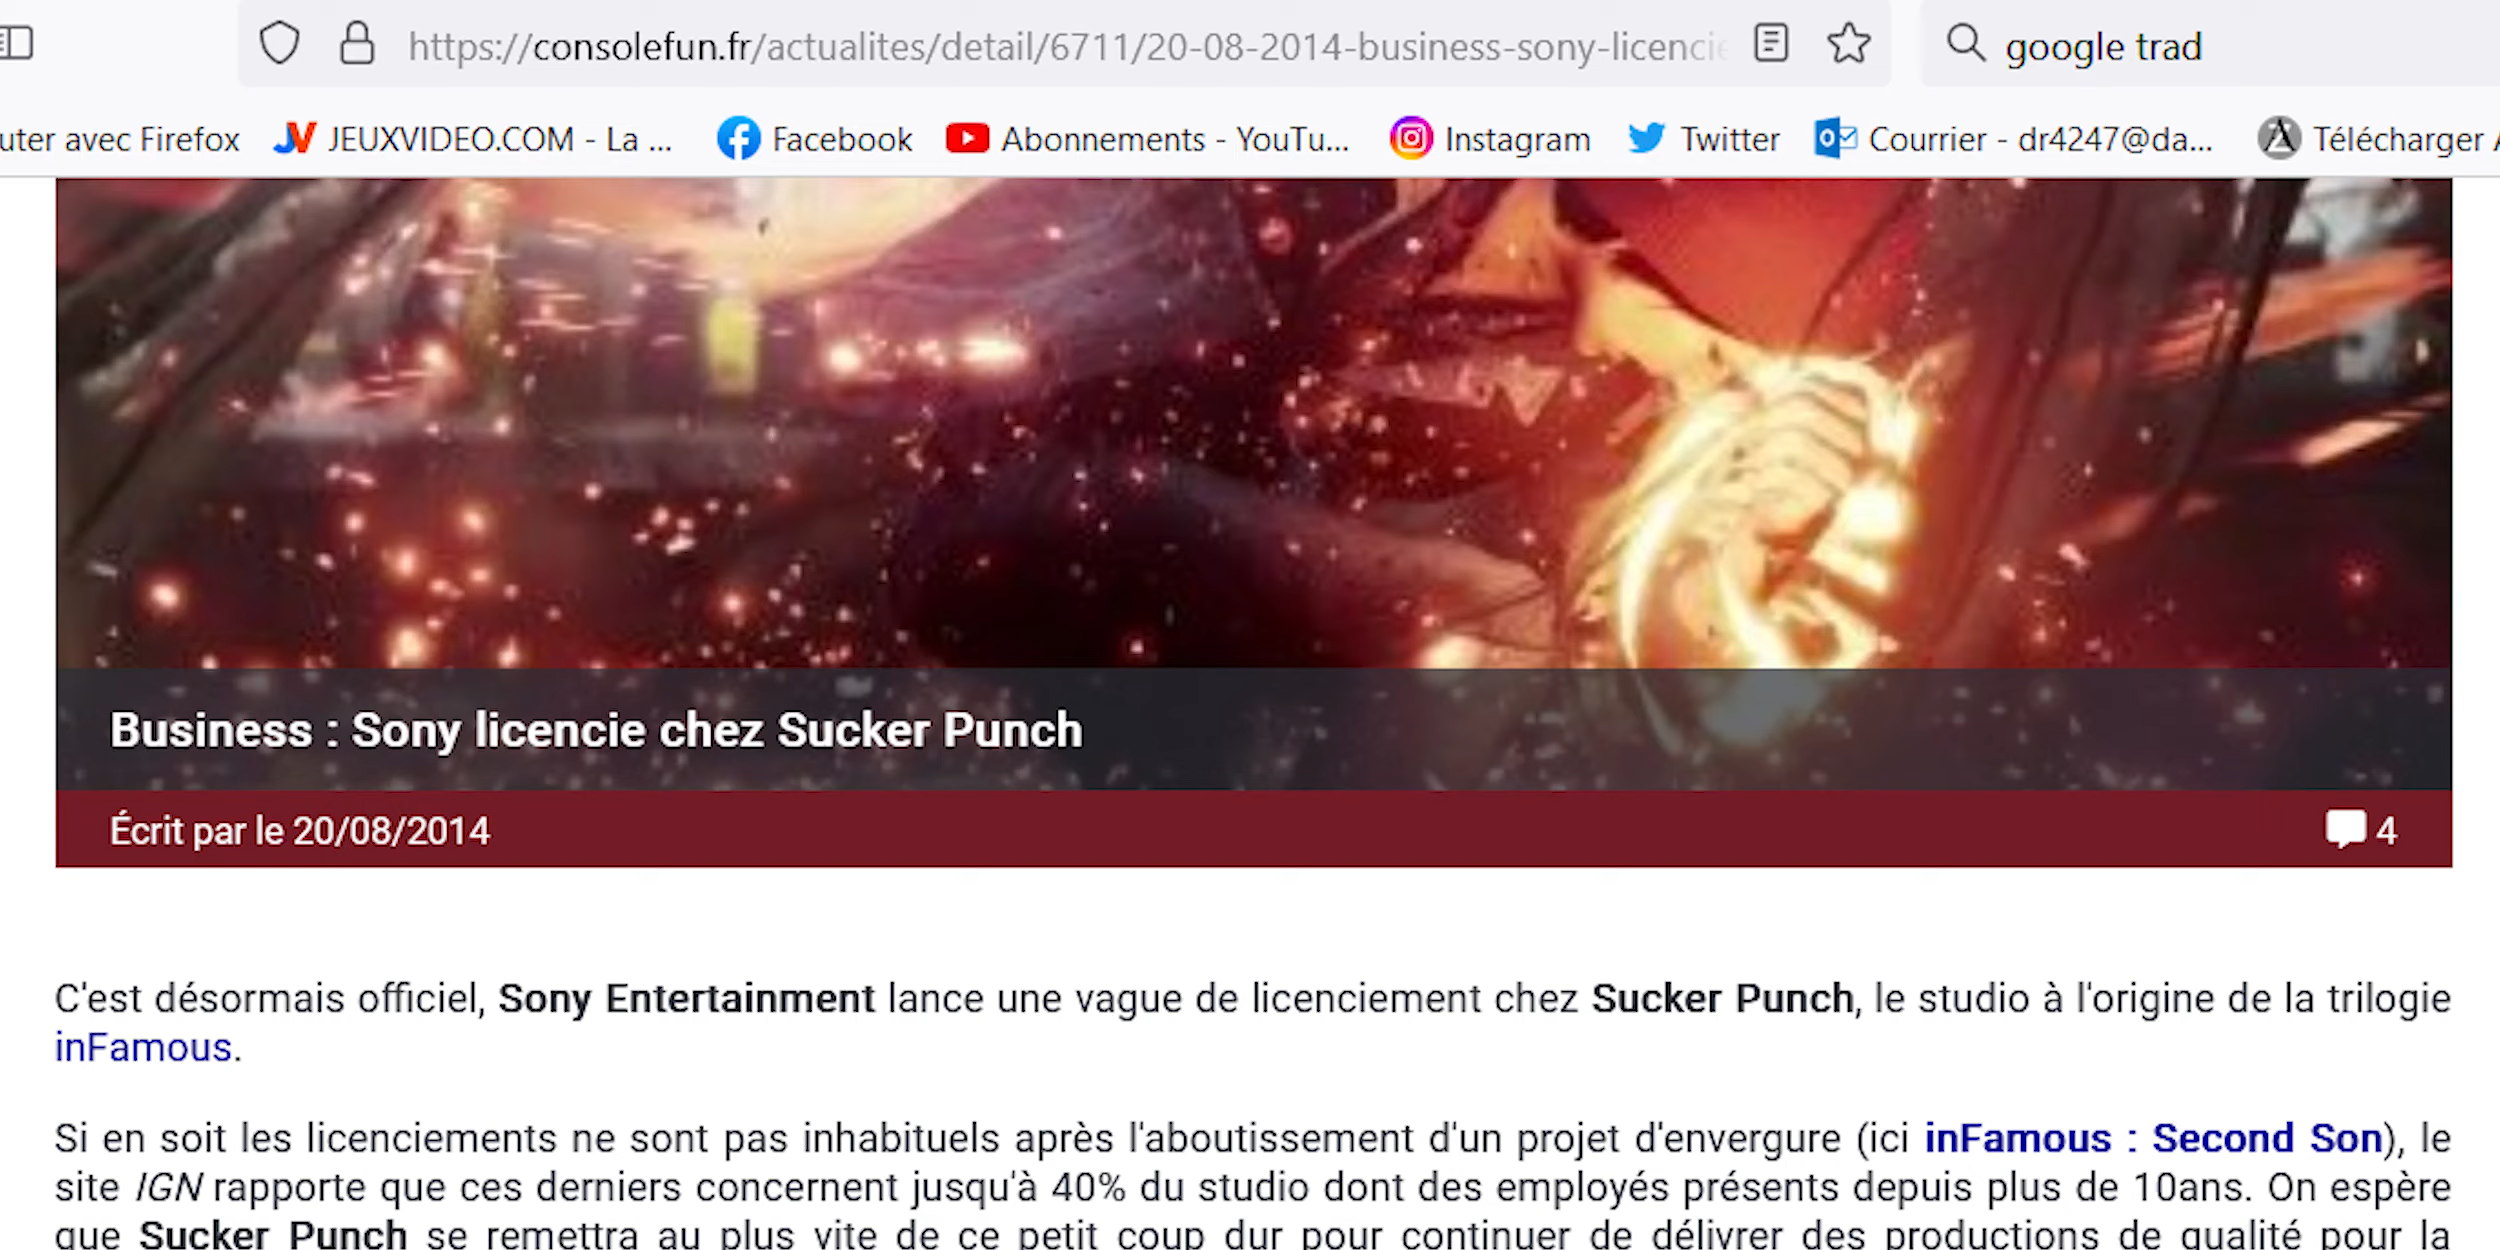 https://consolefun.fr/actualites/detail/6711/20-08-2014-business-sony-licencie
google trad
uter avec Firefox
JEUXVIDEO.COM - La ...
Facebook
Abonnements - YouTu...
Instagram
Twitter
Courrier - dr4247@da...
Télécharger A
Business : Sony licencie chez Sucker Punch
Écrit par le 20/08/2014
4
C'est désormais officiel, Sony Entertainment lance une vague de licenciement chez Sucker Punch, le studio à l'origine de la trilogie
inFamous.
Si en soit les licenciements ne sont pas inhabituels après l'aboutissement d'un projet d'envergure (ici inFamous : Second Son), le
site IGN rapporte que ces derniers concernent jusqu'à 40% du studio dont des employés présents depuis plus de 10ans. On espère
que Sucker Punch se remettra au plus vite de ce petit coup dur pour continuer de délivrer des productions de qualité pour la